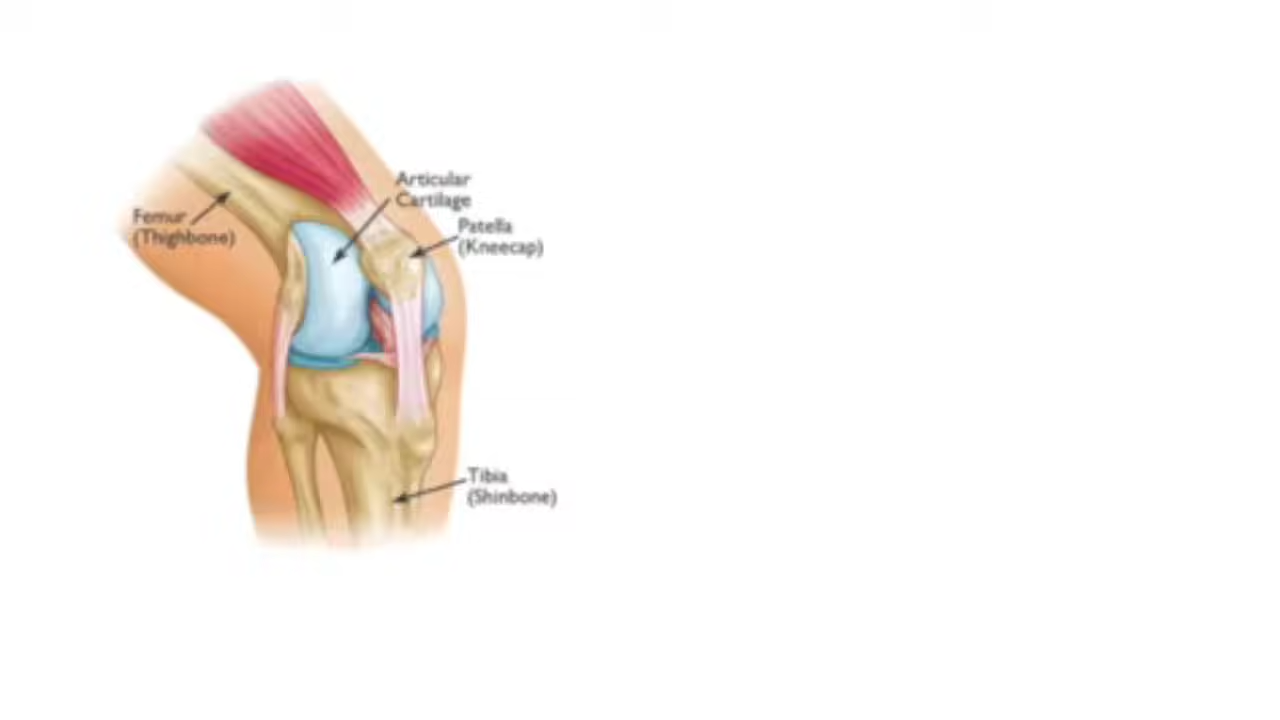 Articular
Cartilage
Femur
(Thighbone)
Patella
(Kneecap)
Tibia
(Shinbone)